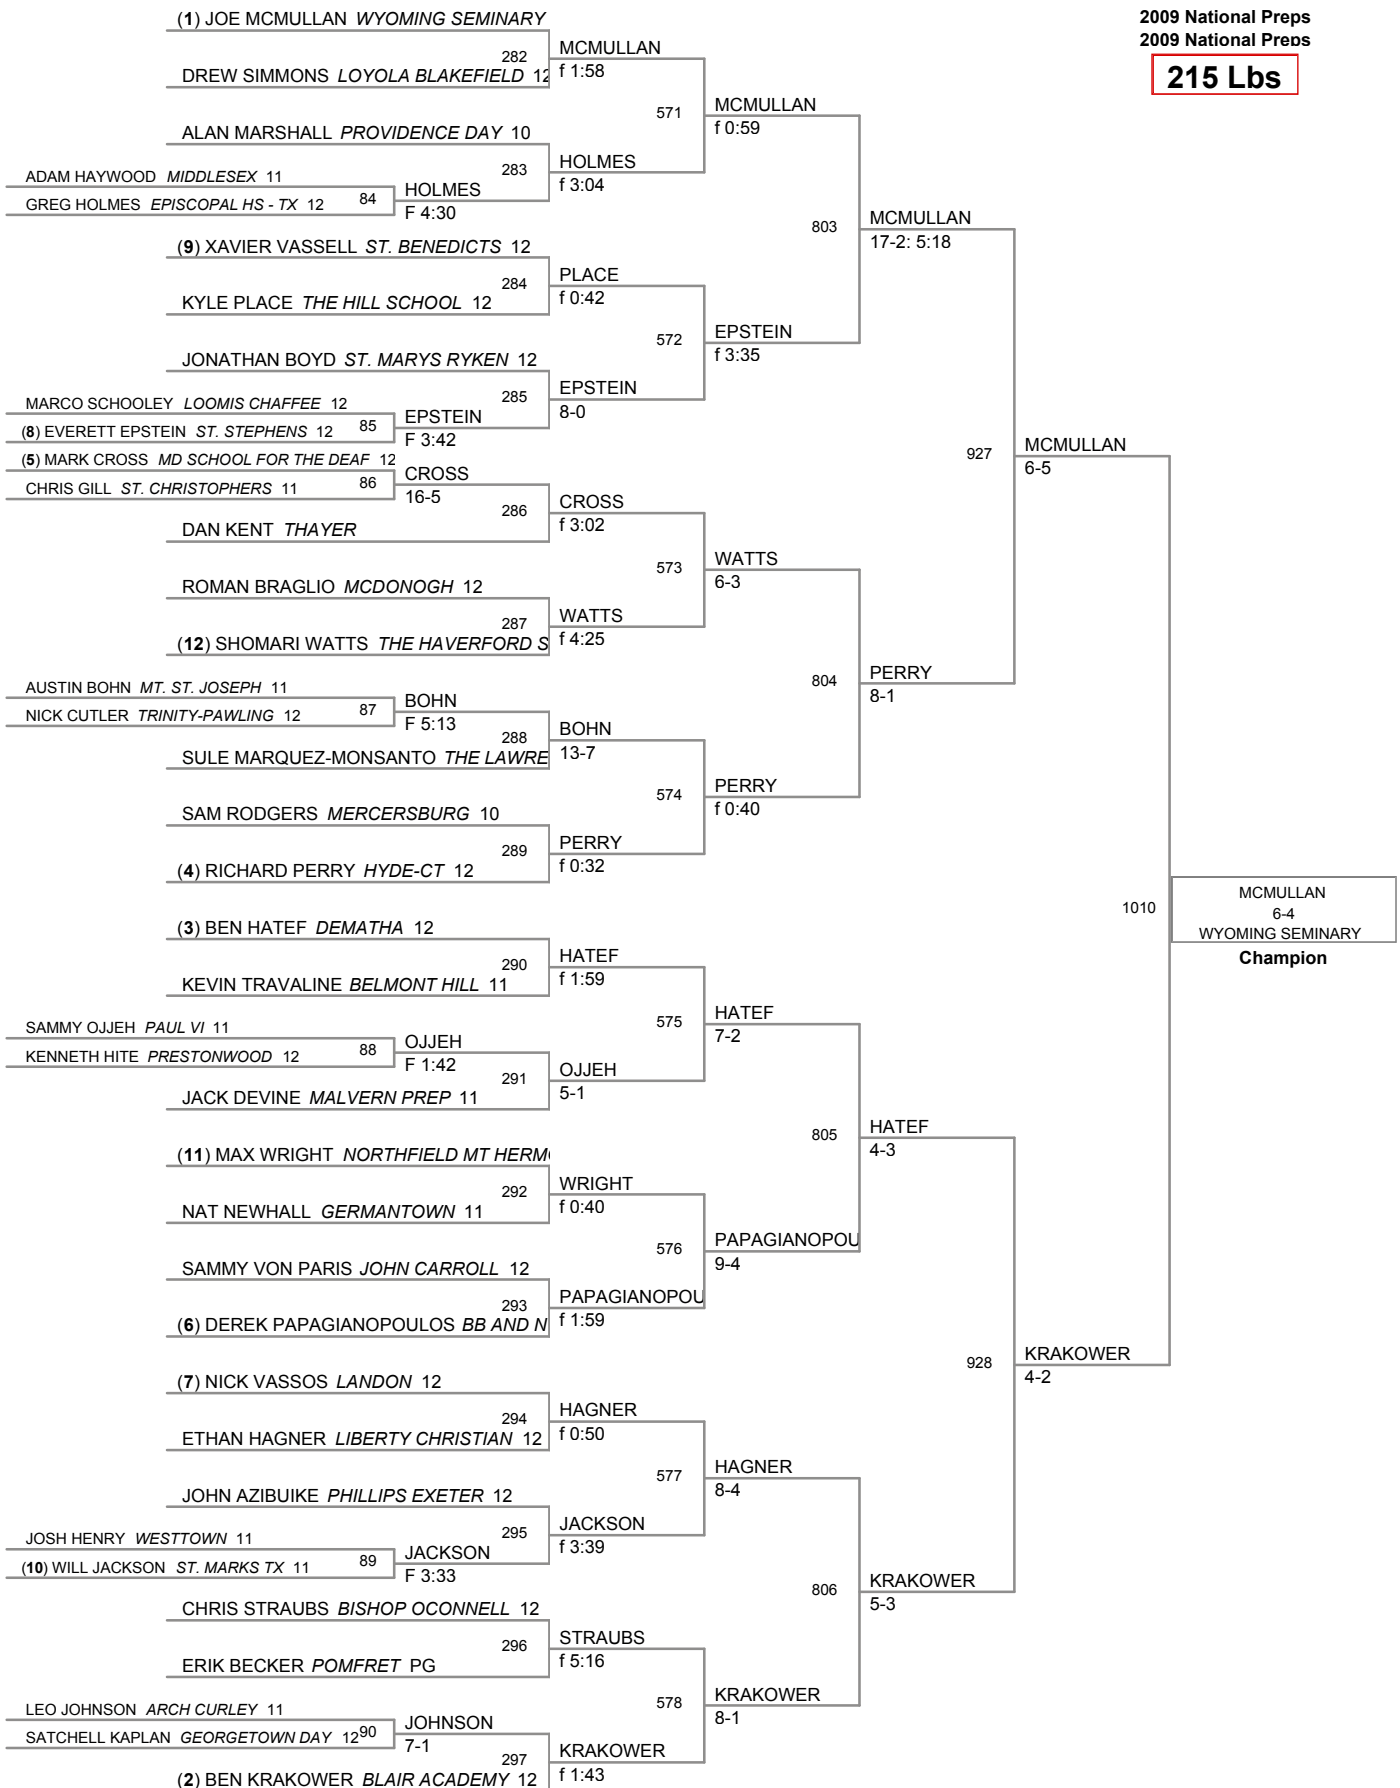 2009 National Preps
2009 National Preps
215 Lbs
(1) JOE MCMULLAN WYOMING SEMINARY
282
DREW SIMMONS LOYOLA BLAKEFIELD 12
MCMULLAN
f 1:58
571
ALAN MARSHALL PROVIDENCE DAY 10
283
ADAM HAYWOOD MIDDLESEX 11
GREG HOLMES EPISCOPAL HS - TX 12
84
HOLMES
F 4:30
HOLMES
f 3:04
MCMULLAN
f 0:59
803
(9) XAVIER VASSELL ST. BENEDICTS 12
284
KYLE PLACE THE HILL SCHOOL 12
PLACE
f 0:42
572
JONATHAN BOYD ST. MARYS RYKEN 12
285
MARCO SCHOOLEY LOOMIS CHAFFEE 12
(8) EVERETT EPSTEIN ST. STEPHENS 12
85
EPSTEIN
F 3:42
EPSTEIN
8-0
EPSTEIN
f 3:35
MCMULLAN
17-2: 5:18
927
(5) MARK CROSS MD SCHOOL FOR THE DEAF 12
CHRIS GILL ST. CHRISTOPHERS 11
86
CROSS
16-5
286
DAN KENT THAYER
CROSS
f 3:02
573
ROMAN BRAGLIO MCDONOGH 12
287
(12) SHOMARI WATTS THE HAVERFORD S
WATTS
f 4:25
WATTS
6-3
804
AUSTIN BOHN MT. ST. JOSEPH 11
NICK CUTLER TRINITY-PAWLING 12
87
BOHN
F 5:13
288
SULE MARQUEZ-MONSANTO THE LAWRE
BOHN
13-7
574
SAM RODGERS MERCERSBURG 10
289
(4) RICHARD PERRY HYDE-CT 12
PERRY
f 0:32
PERRY
f 0:40
PERRY
8-1
MCMULLAN
6-5
1010
MCMULLAN
6-4
WYOMING SEMINARY
Champion
(3) BEN HATEF DEMATHA 12
290
KEVIN TRAVALINE BELMONT HILL 11
HATEF
f 1:59
575
SAMMY OJJEH PAUL VI 11
KENNETH HITE PRESTONWOOD 12
88
OJJEH
F 1:42
291
JACK DEVINE MALVERN PREP 11
OJJEH
5-1
HATEF
7-2
805
(11) MAX WRIGHT NORTHFIELD MT HERM
292
NAT NEWHALL GERMANTOWN 11
WRIGHT
f 0:40
576
SAMMY VON PARIS JOHN CARROLL 12
293
(6) DEREK PAPAGIANOPOULOS BB AND N
PAPAGIANOPOU
f 1:59
PAPAGIANOPOU
9-4
HATEF
4-3
928
(7) NICK VASSOS LANDON 12
294
ETHAN HAGNER LIBERTY CHRISTIAN 12
HAGNER
f 0:50
577
JOHN AZIBUIKE PHILLIPS EXETER 12
295
JOSH HENRY WESTTOWN 11
(10) WILL JACKSON ST. MARKS TX 11
89
JACKSON
F 3:33
JACKSON
f 3:39
HAGNER
8-4
806
CHRIS STRAUBS BISHOP OCONNELL 12
296
ERIK BECKER POMFRET PG
STRAUBS
f 5:16
578
LEO JOHNSON ARCH CURLEY 11
SATCHELL KAPLAN GEORGETOWN DAY 12
90
JOHNSON
7-1
297
(2) BEN KRAKOWER BLAIR ACADEMY 12
KRAKOWER
f 1:43
KRAKOWER
8-1
KRAKOWER
5-3
KRAKOWER
4-2